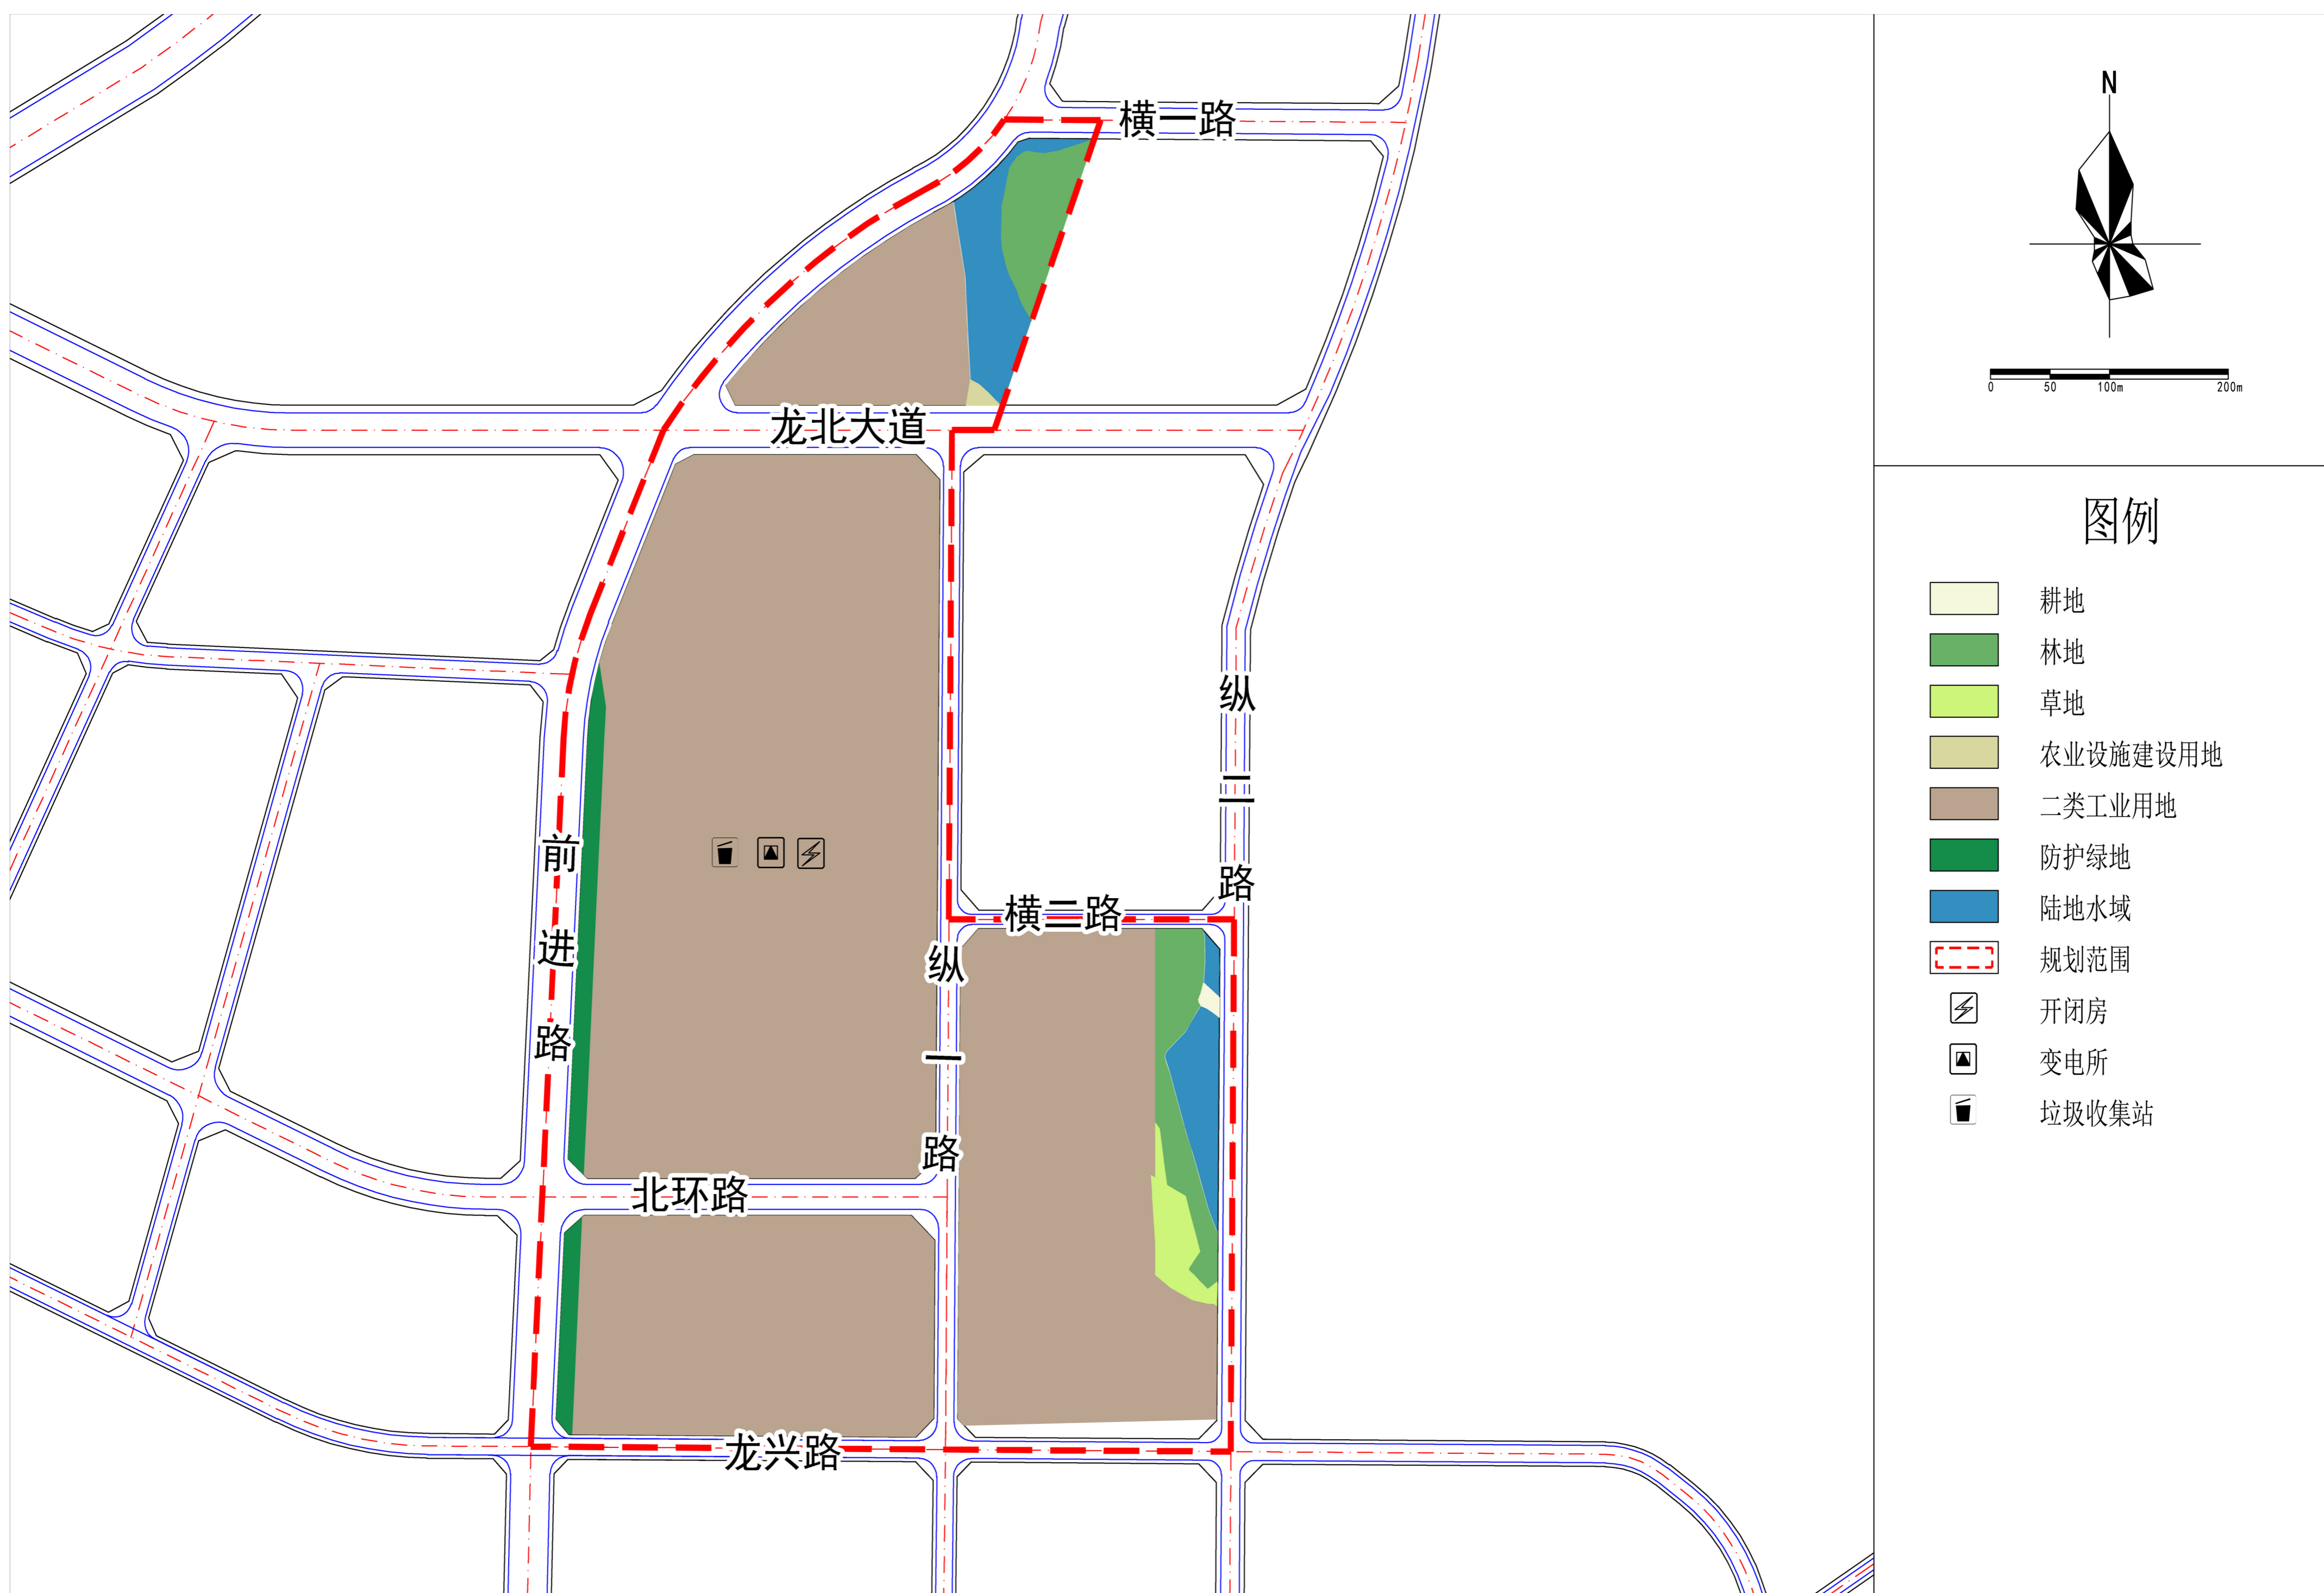 横一路
龙北大道
纵二路
前进路
横二路
纵一路
北环路
龙兴路
N
0 50 100m 200m
图例
耕地
林地
草地
农业设施建设用地
二类工业用地
防护绿地
陆地水域
规划范围
开闭房
变电所
垃圾收集站